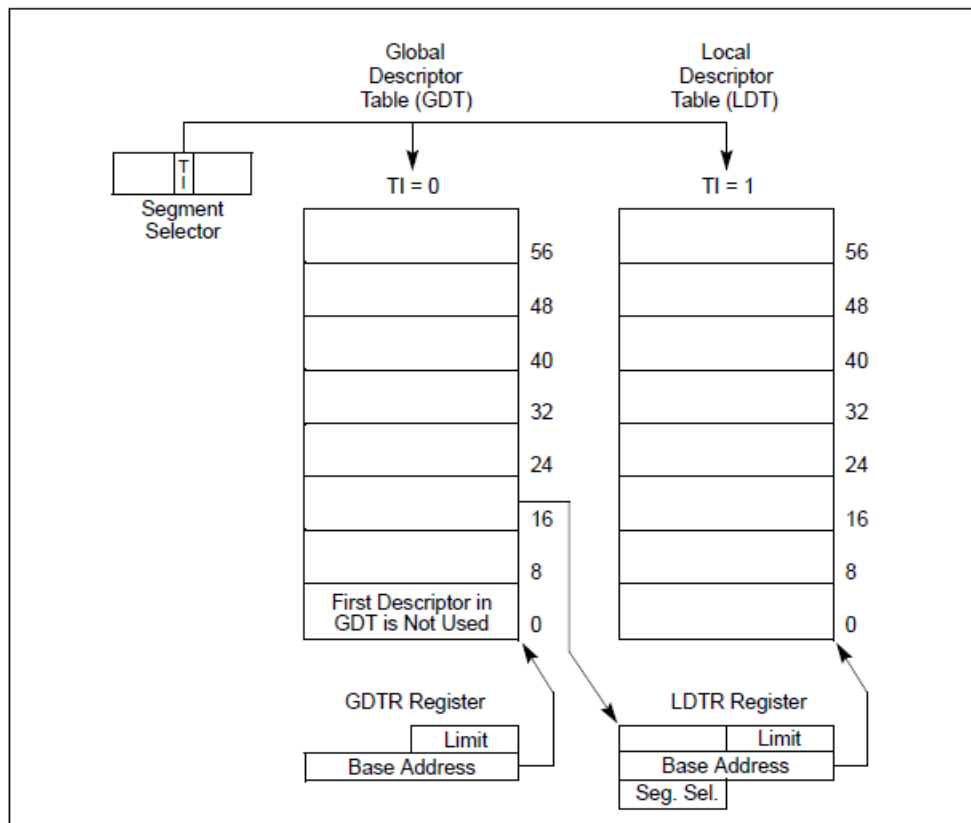 Global
Descriptor
Table (GDT)
Local
Descriptor
Table (LDT)
T
I
Segment
Selector
TI = 0
TI = 1
56
56
48
48
40
40
32
32
24
24
16
16
8
8
First Descriptor in
GDT is Not Used
0
0
GDTR Register
LDTR Register
Limit
Limit
Base Address
Base Address
Seg. Sel.